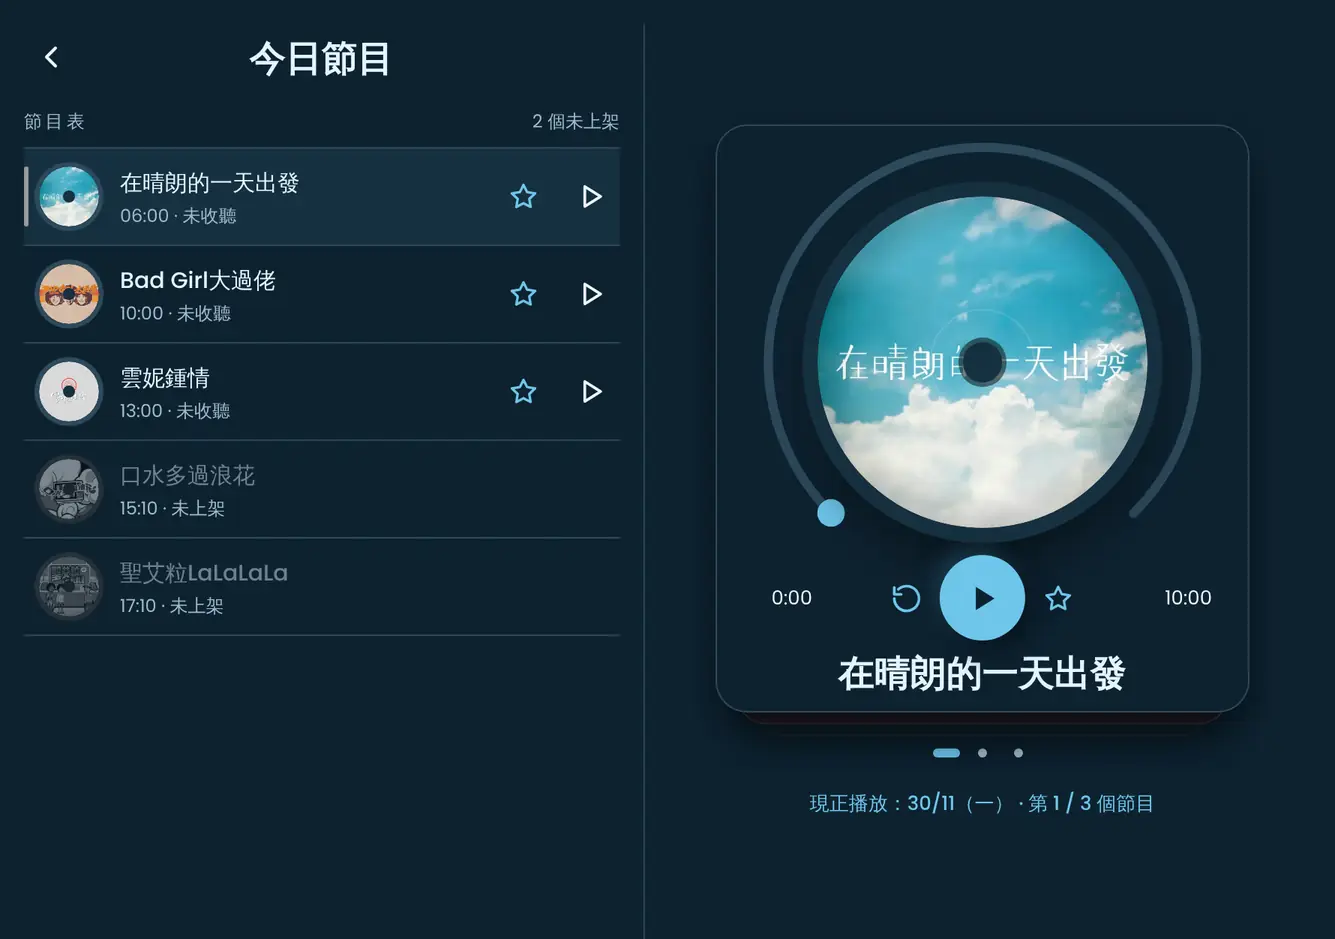 今日節目
節目表
2 個未上架
在晴朗的一天出發
06:00 · 未收聽
Bad Girl大過佬
10:00 · 未收聽
雲妮鍾情
13:00 · 未收聽
口水多過浪花
15:10 · 未上架
聖艾粒LaLaLaLa
17:10 · 未上架
在晴朗的一天出發
0:00
10:00
在晴朗的一天出發
現正播放：30/11（一） · 第 1 / 3 個節目